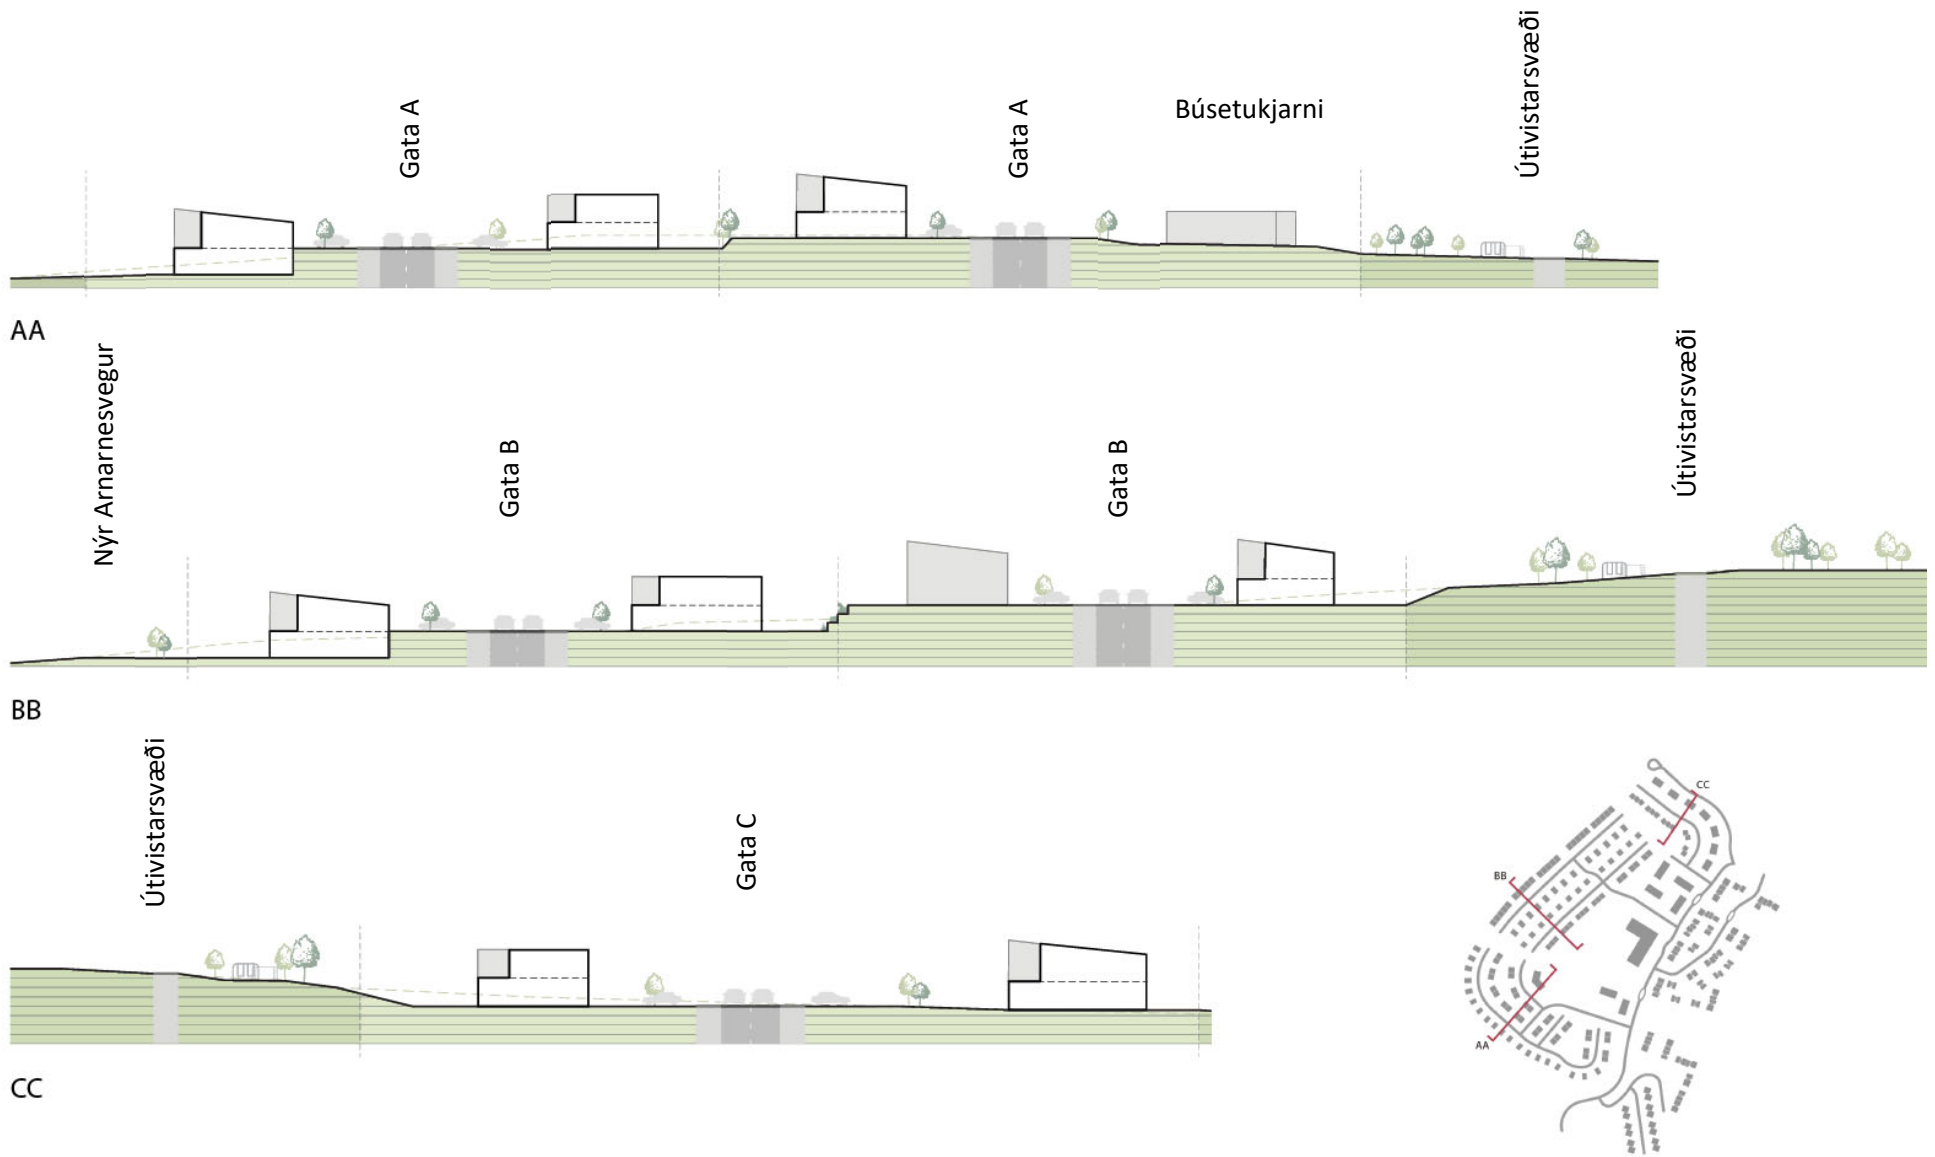 Gata A
Gata A
Búsetukjarni
Útivistarsvæði
AA
Nýr Arnarnesvegur
Gata B
Gata B
Útivistarsvæði
BB
Útivistarsvæði
Gata C
CC
CC
BB
AA